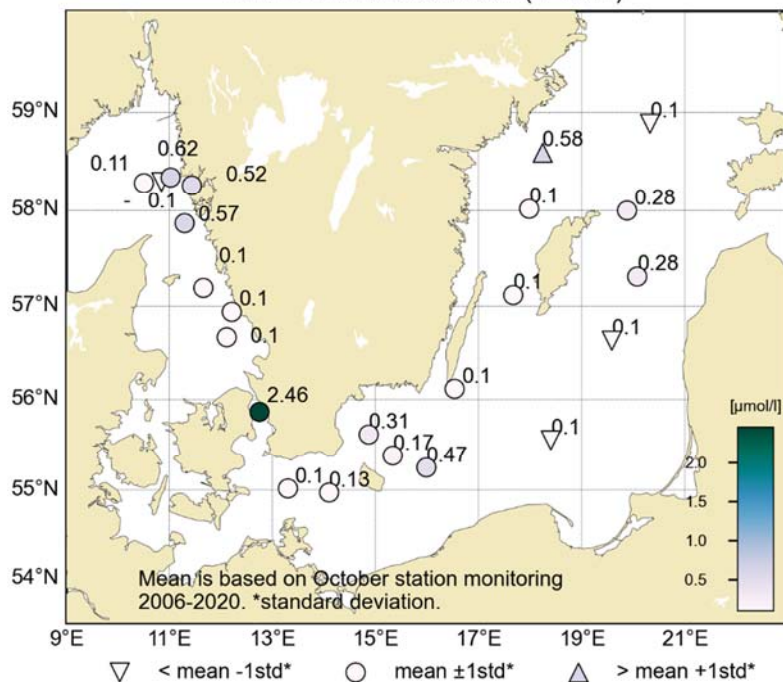 59°N
58°N
57°N
56°N
55°N
54°N
0.11
0.62
0.52
- 0.1
0.57
0.1
0.1
0.1
2.46
0.1
0.58
0.1
0.28
0.28
0.1
0.1
0.1
0.1
0.31
0.17
0.47
0.1
0.13
[µmol/l]
2.0
1.5
1.0
0.5
Mean is based on October station monitoring
2006-2020. *standard deviation.
9°E 11°E 13°E 15°E 17°E 19°E 21°E
< mean -1std* mean ±1std* > mean +1std*